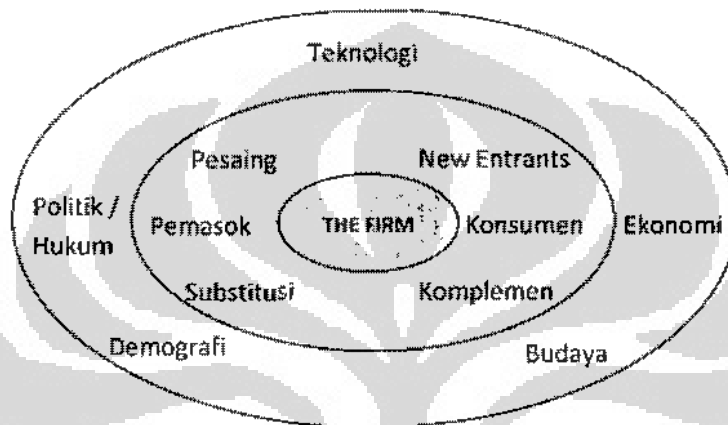 Teknologi
Pesaing
New Entrants
Politik /
Hukum
Pemasok
THE FIRM
Konsumen
Ekonomi
Substitusi
Komplemen
Demografi
Budaya